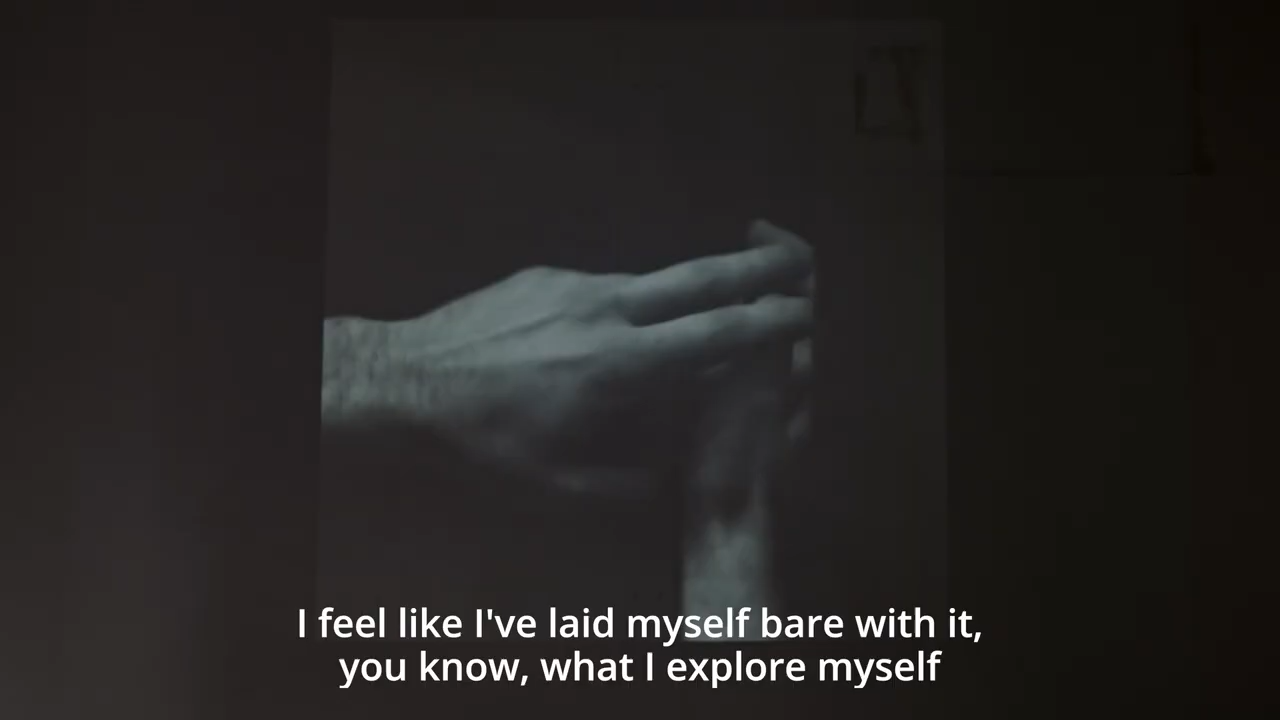 I feel like I've laid myself bare with it,
you know, what I explore myself